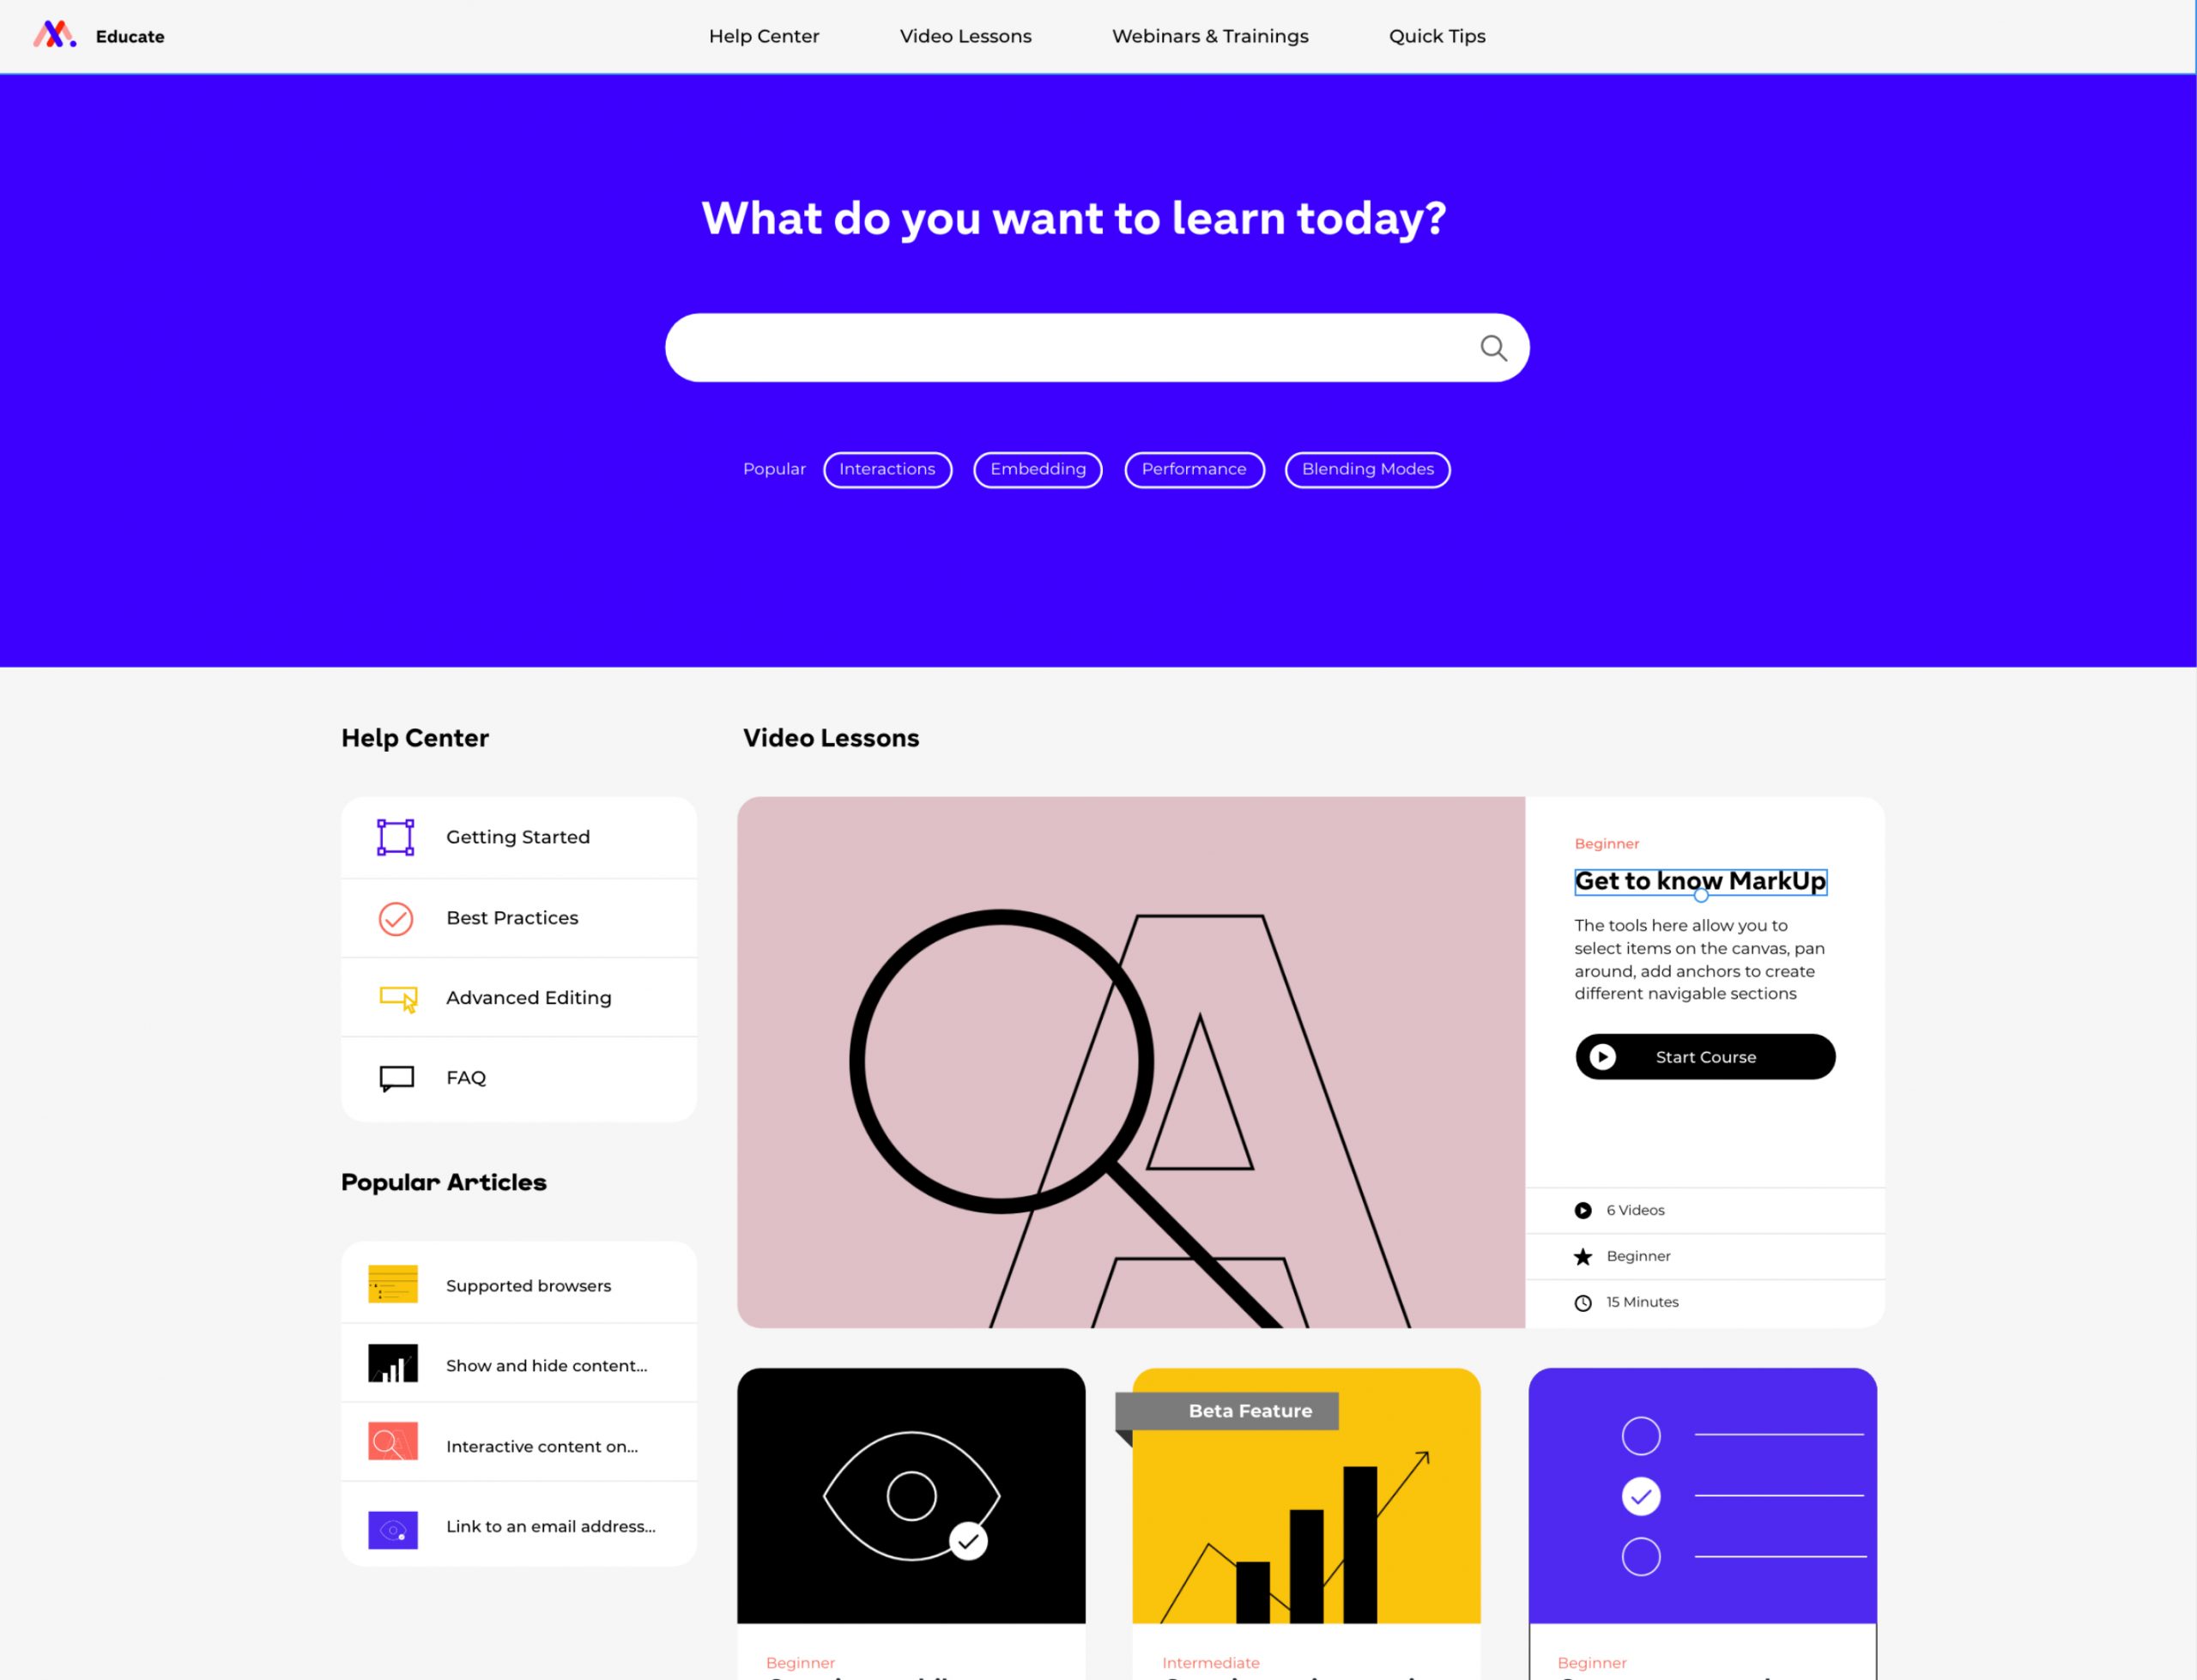 Educate
Help Center
Video Lessons
Webinars & Trainings
Quick Tips
What do you want to learn today?
Popular
Interactions
Embedding
Performance
Blending Modes
Help Center
Getting Started
Best Practices
Advanced Editing
FAQ
Popular Articles
Supported browsers
Show and hide content...
Interactive content on...
Link to an email address...
Video Lessons
Beginner
Get to know MarkUp
The tools here allow you to
select items on the canvas, pan
around, add anchors to create
different navigable sections
Start Course
6 Videos
Beginner
15 Minutes
Beta Feature
Beginner
Intermediate
Beginner